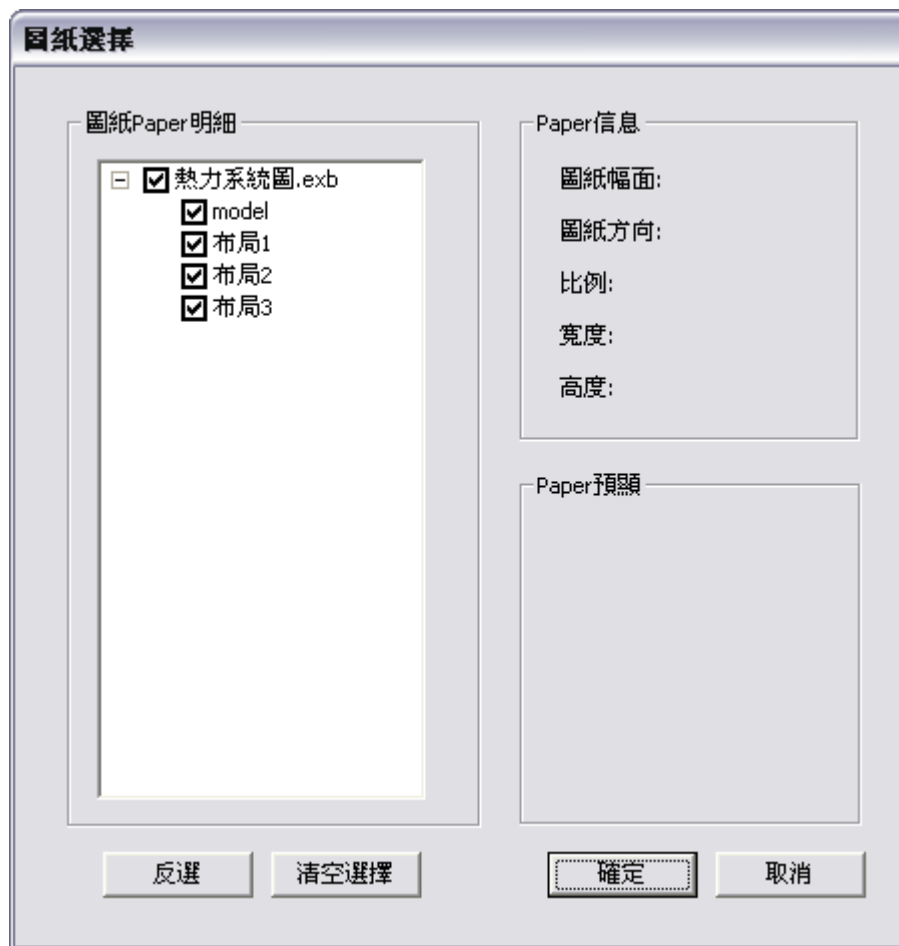 圖紙選擇
圖紙Paper明細
熱力系統圖.exb
model
布局1
布局2
布局3
Paper信息
圖紙幅面:
圖紙方向:
比例:
寬度:
高度:
Paper預顯
反選
清空選擇
確定
取消